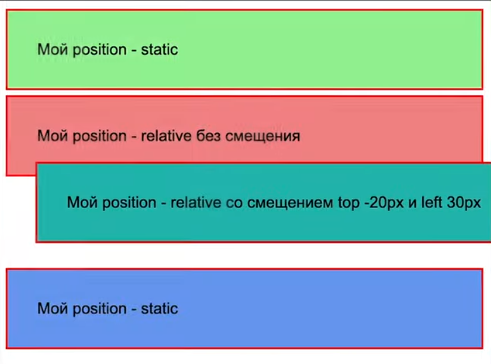 Мой position - static
Мой position - relative без смещения
Мой position - relative со смещением top -20px и left 30px
Мой position - static